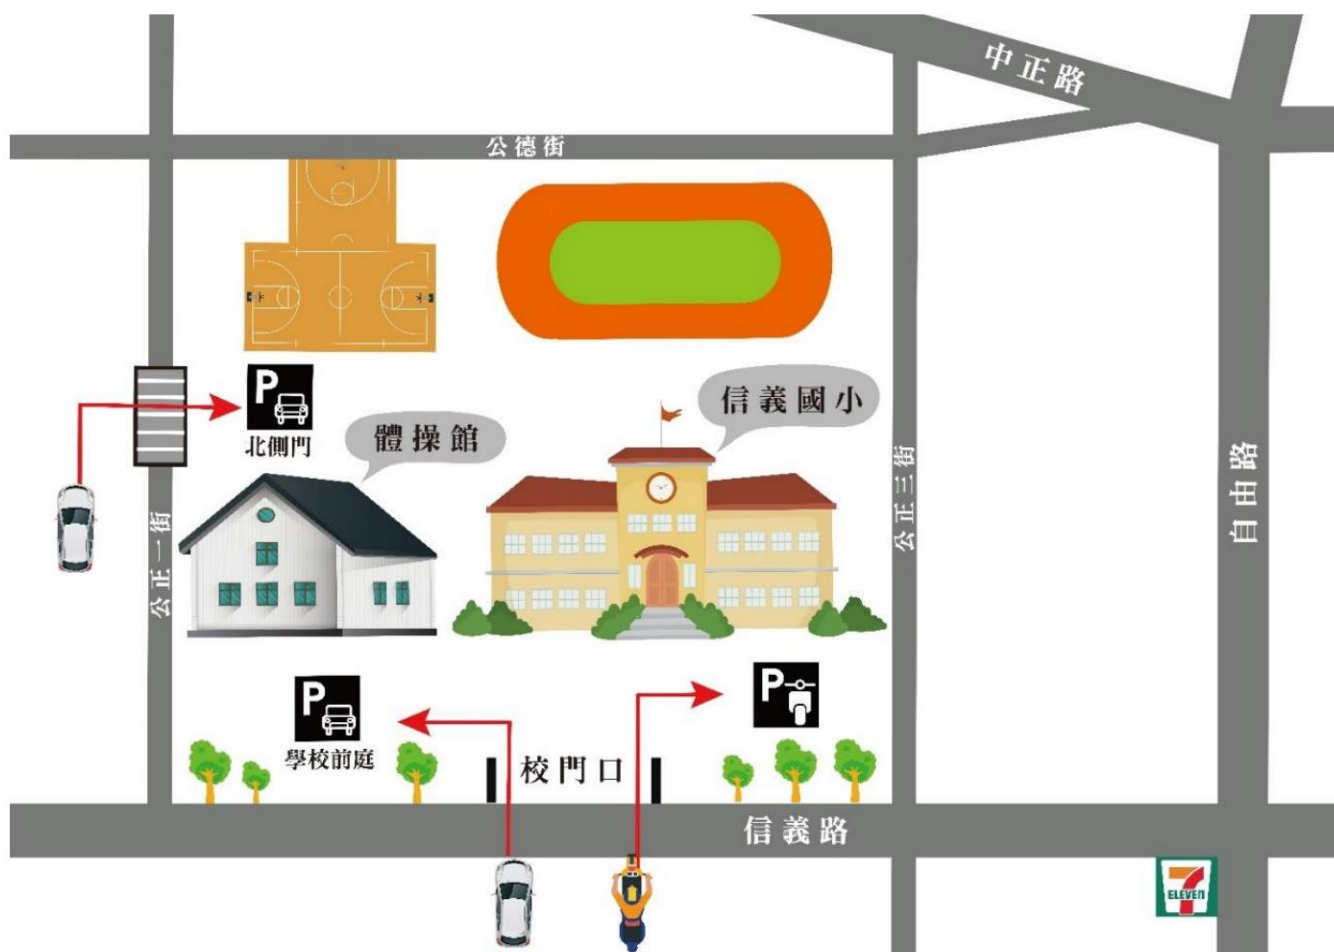 中正路
公德街
P
北側門
體操館
信義國小
公正一街
公正三街
自由路
P
學校前庭
P
校門口
信義路
7
ELEVEn